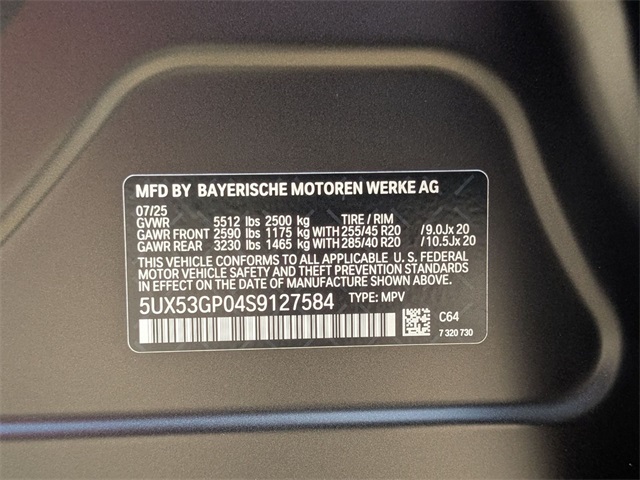 MFD BY BAYERISCHE MOTOREN WERKE AG
07/25
GVWR 5512 lbs 2500 kg TIRE / RIM
GAWR FRONT 2590 lbs 1175 kg WITH 255/45 R20 /9.0Jx 20
GAWR REAR 3230 lbs 1465 kg WITH 285/40 R20 /10.5Jx 20
THIS VEHICLE CONFORMS TO ALL APPLICABLE U. S. FEDERAL
MOTOR VEHICLE SAFETY AND THEFT PREVENTION STANDARDS
IN EFFECT ON THE DATE OF MANUFACTURE SHOWN ABOVE.
5UX53GP04S9127584 TYPE: MPV
C64
7 320 730